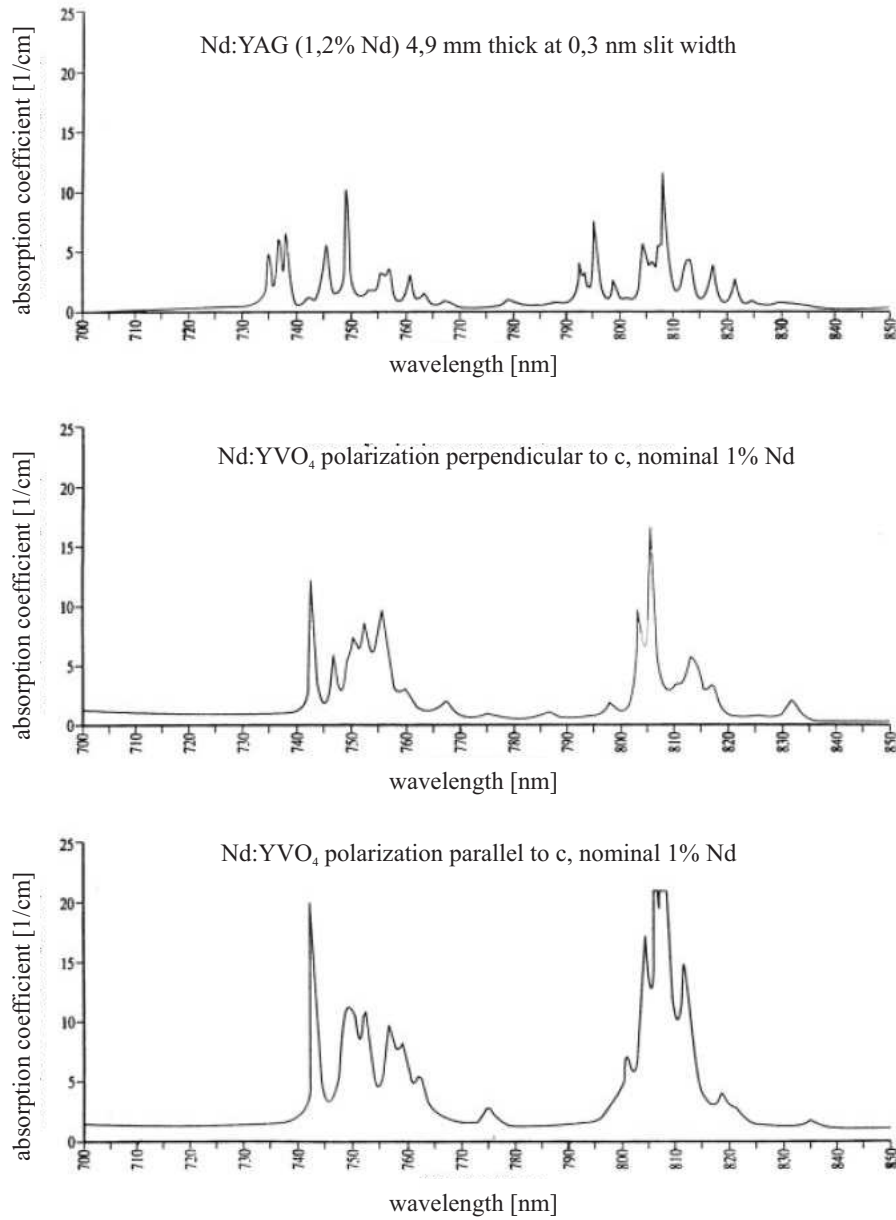 Nd:YAG (1,2% Nd) 4,9 mm thick at 0,3 nm slit width
absorption coefficient [1/cm]
25
20
15
10
5
0
700 710 720 730 740 750 760 770 780 790 800 810 820 830 840 850
wavelength [nm]
Nd:YVO₄ polarization perpendicular to c, nominal 1% Nd
absorption coefficient [1/cm]
25
20
15
10
5
0
700 710 720 730 740 750 760 770 780 790 800 810 820 830 840 850
wavelength [nm]
Nd:YVO₄ polarization parallel to c, nominal 1% Nd
absorption coefficient [1/cm]
25
20
15
10
5
0
700 710 720 730 740 750 760 770 780 790 800 810 820 830 840 850
wavelength [nm]